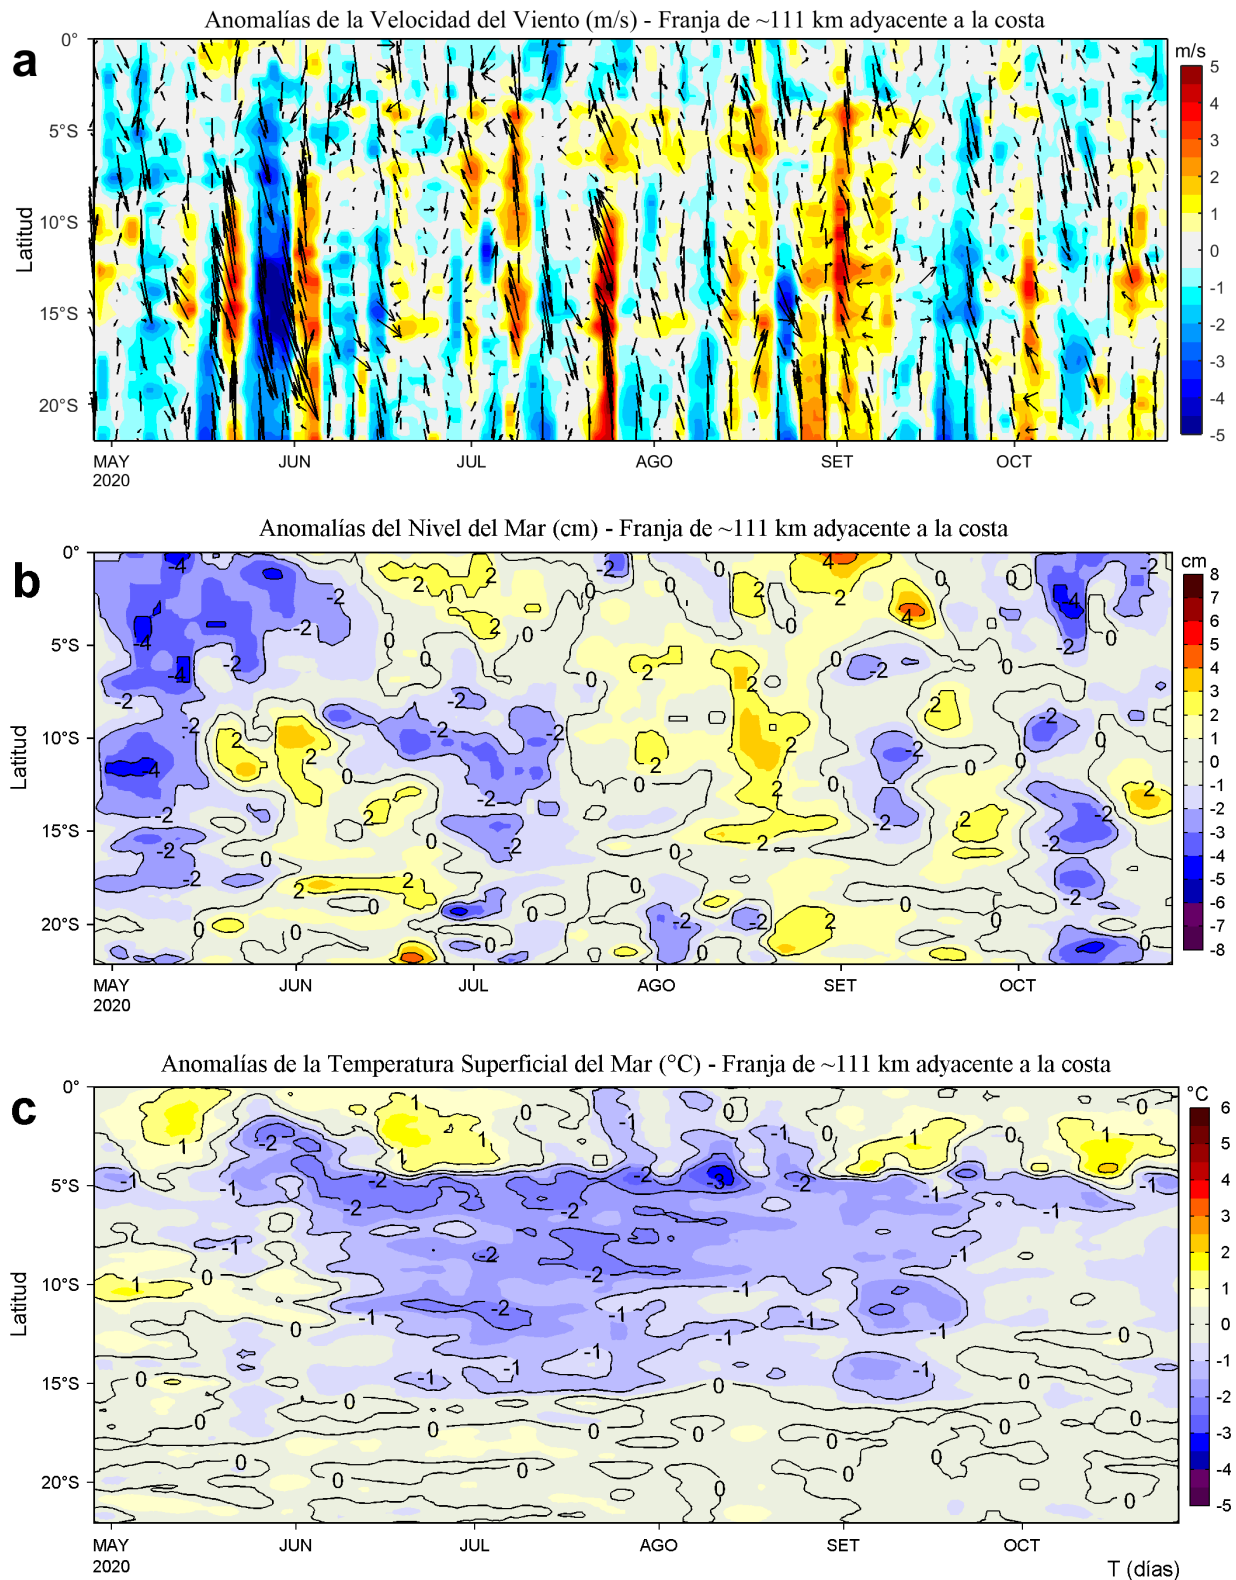 Anomalías de la Velocidad del Viento (m/s) - Franja de ~111 km adyacente a la costa
a
m/s
0°
5°S
10°S
15°S
20°S
Latitud
5
4
3
2
1
0
-1
-2
-3
-4
-5
MAY JUN JUL AGO SET OCT
2020
Anomalías del Nivel del Mar (cm) - Franja de ~111 km adyacente a la costa
b
cm
0°
5°S
10°S
15°S
20°S
Latitud
8
7
6
5
4
3
2
1
0
-1
-2
-3
-4
-5
-6
-7
-8
MAY JUN JUL AGO SET OCT
2020
Anomalías de la Temperatura Superficial del Mar (°C) - Franja de ~111 km adyacente a la costa
c
°C
0°
5°S
10°S
15°S
20°S
Latitud
6
5
4
3
2
1
0
-1
-2
-3
-4
-5
MAY JUN JUL AGO SET OCT
2020
T (días)